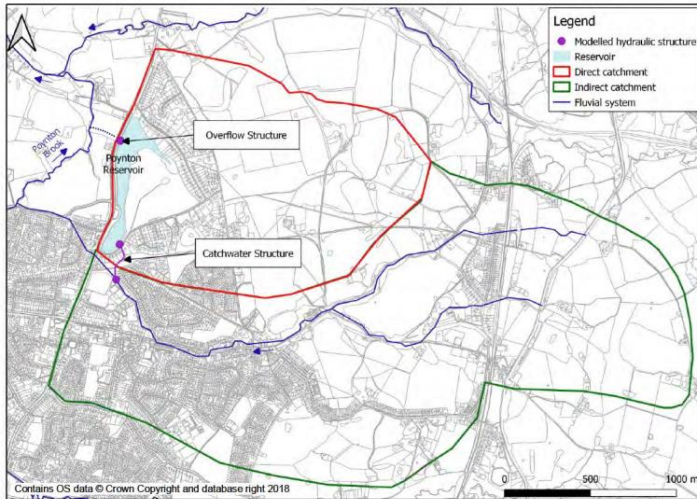 Legend
Modelled hydraulic structure
Reservoir
Direct catchment
Indirect catchment
Fluvial system
Overflow Structure
Poynton
Brook
Poynton
Reservoir
Catchwater Structure
0 500 1000 m
Contains OS data © Crown Copyright and database right 2018